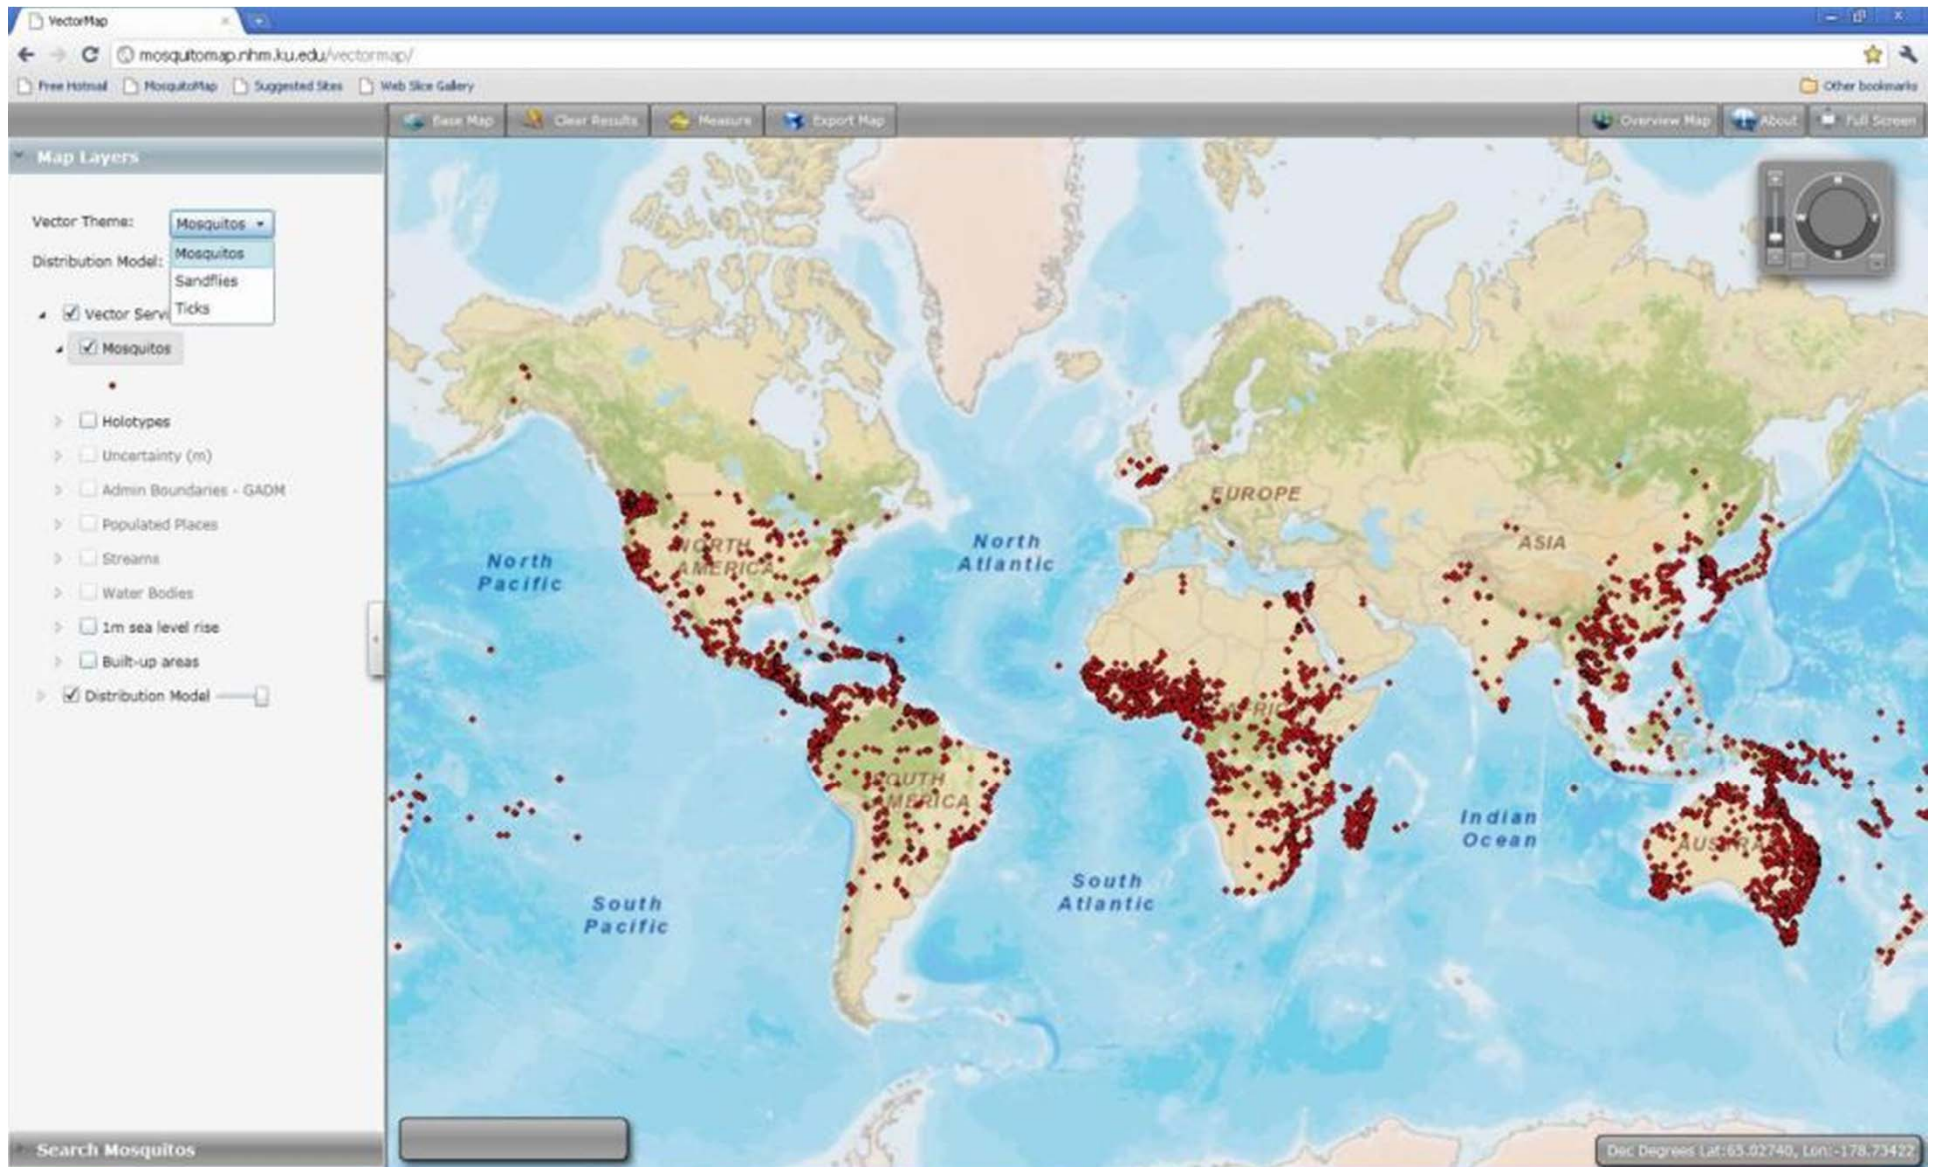 VectorMap
mosquitomap.nhm.ku.edu/vectormap/
Free Hotmail MosquitoMap Suggested Sites Web Slice Gallery Other bookmarks
Base Map Clear Results Measure Export Map Overview Map About Full Screen
Map Layers
Vector Theme: Mosquitos
Mosquitos
Distribution Model:
Sandflies
Ticks
Vector Servi
Mosquitos
Holotypes
Uncertainty (m)
Admin Boundaries - GADM
Populated Places
Streams
Water Bodies
1m sea level rise
Built-up areas
Distribution Model
Search Mosquitos
EUROPE
ASIA
NORTH
AMERICA
North
Pacific
North
Atlantic
AFRIC
SOUTH
AMERICA
Indian
Ocean
AUSTRA
South
Pacific
South
Atlantic
Dec Degrees Lat:65.02740, Lon:-178.73422